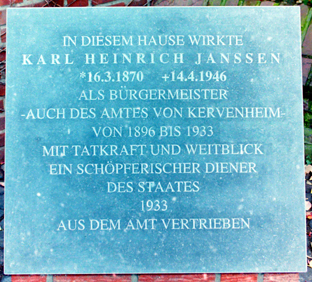 IN DIESEM HAUSE WIRKTE
KARL HEINRICH JANSSEN
*16.3.1870 +14.4.1946
ALS BÜRGERMEISTER
-AUCH DES AMTES VON KERVENHEIM-
VON 1896 BIS 1933
MIT TATKRAFT UND WEITBLICK
EIN SCHÖPFERISCHER DIENER
DES STAATES
1933
AUS DEM AMT VERTRIEBEN